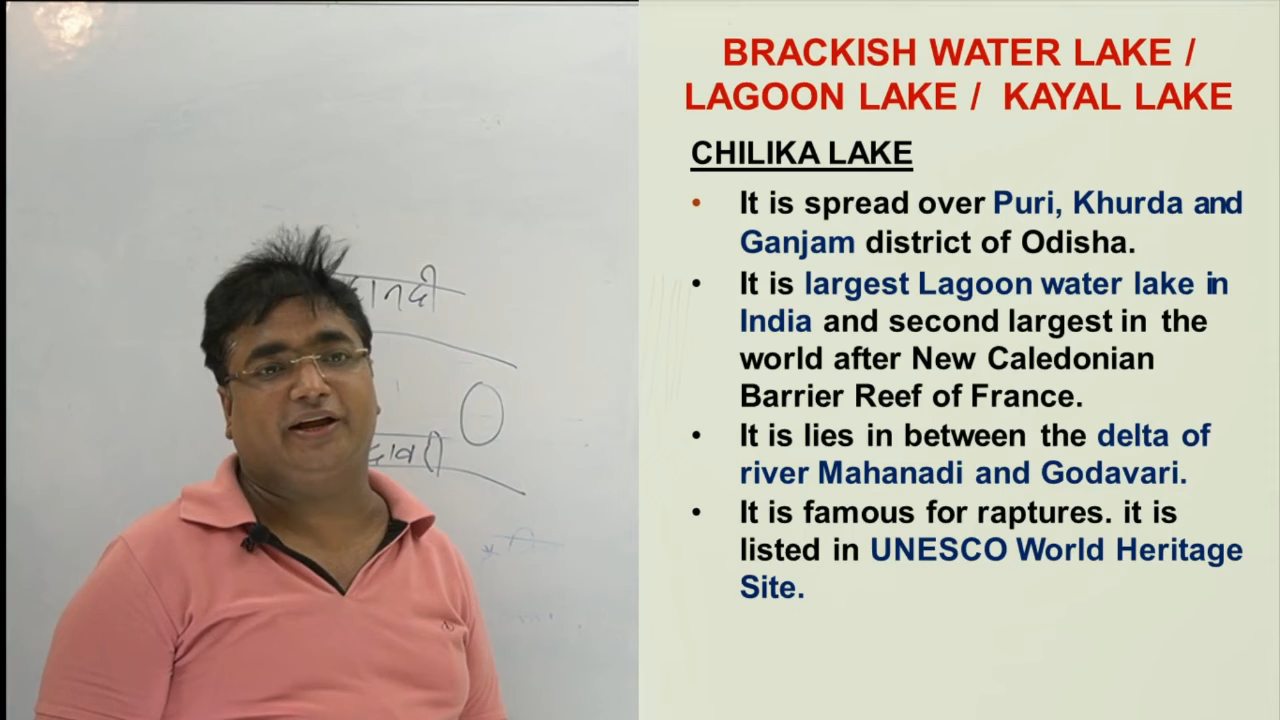 BRACKISH WATER LAKE /
LAGOON LAKE / KAYAL LAKE
CHILIKA LAKE
• It is spread over Puri, Khurda and
Ganjam district of Odisha.
• It is largest Lagoon water lake in
India and second largest in the
world after New Caledonian
Barrier Reef of France.
• It is lies in between the delta of
river Mahanadi and Godavari.
• It is famous for raptures. it is
listed in UNESCO World Heritage
Site.